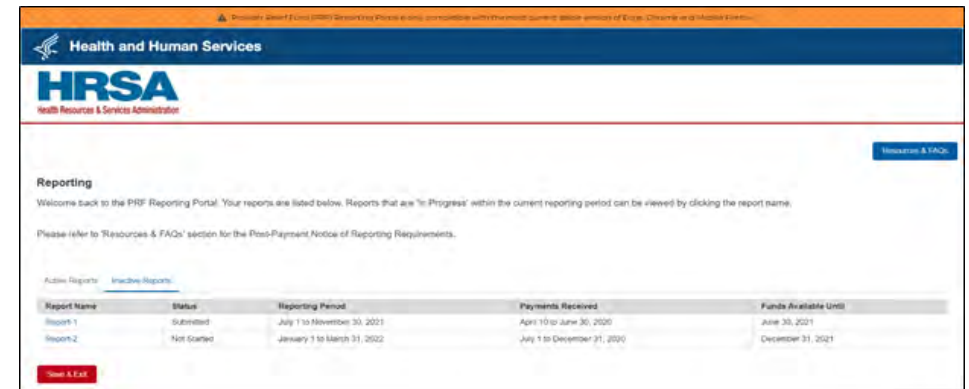 Provider Relief Fund (PRF) Reporting Portal is only compatible with the most current stable version of Edge, Chrome and Mozilla Firefox.
Health and Human Services
HRSA
Health Resources & Services Administration
Resources & FAQs
Reporting
Welcome back to the PRF Reporting Portal. Your reports are listed below. Reports that are 'In Progress' within the current reporting period can be viewed by clicking the report name.
Please refer to 'Resources & FAQs' section for the Post-Payment Notice of Reporting Requirements.
Active Reports Inactive Reports
Report Name Status Reporting Period Payments Received Funds Available Until
Report-1 Submitted July 1 to November 30, 2021 April 10 to June 30, 2020 June 30, 2021
Report-2 Not Started January 1 to March 31, 2022 July 1 to December 31, 2020 December 31, 2021
Save & Exit